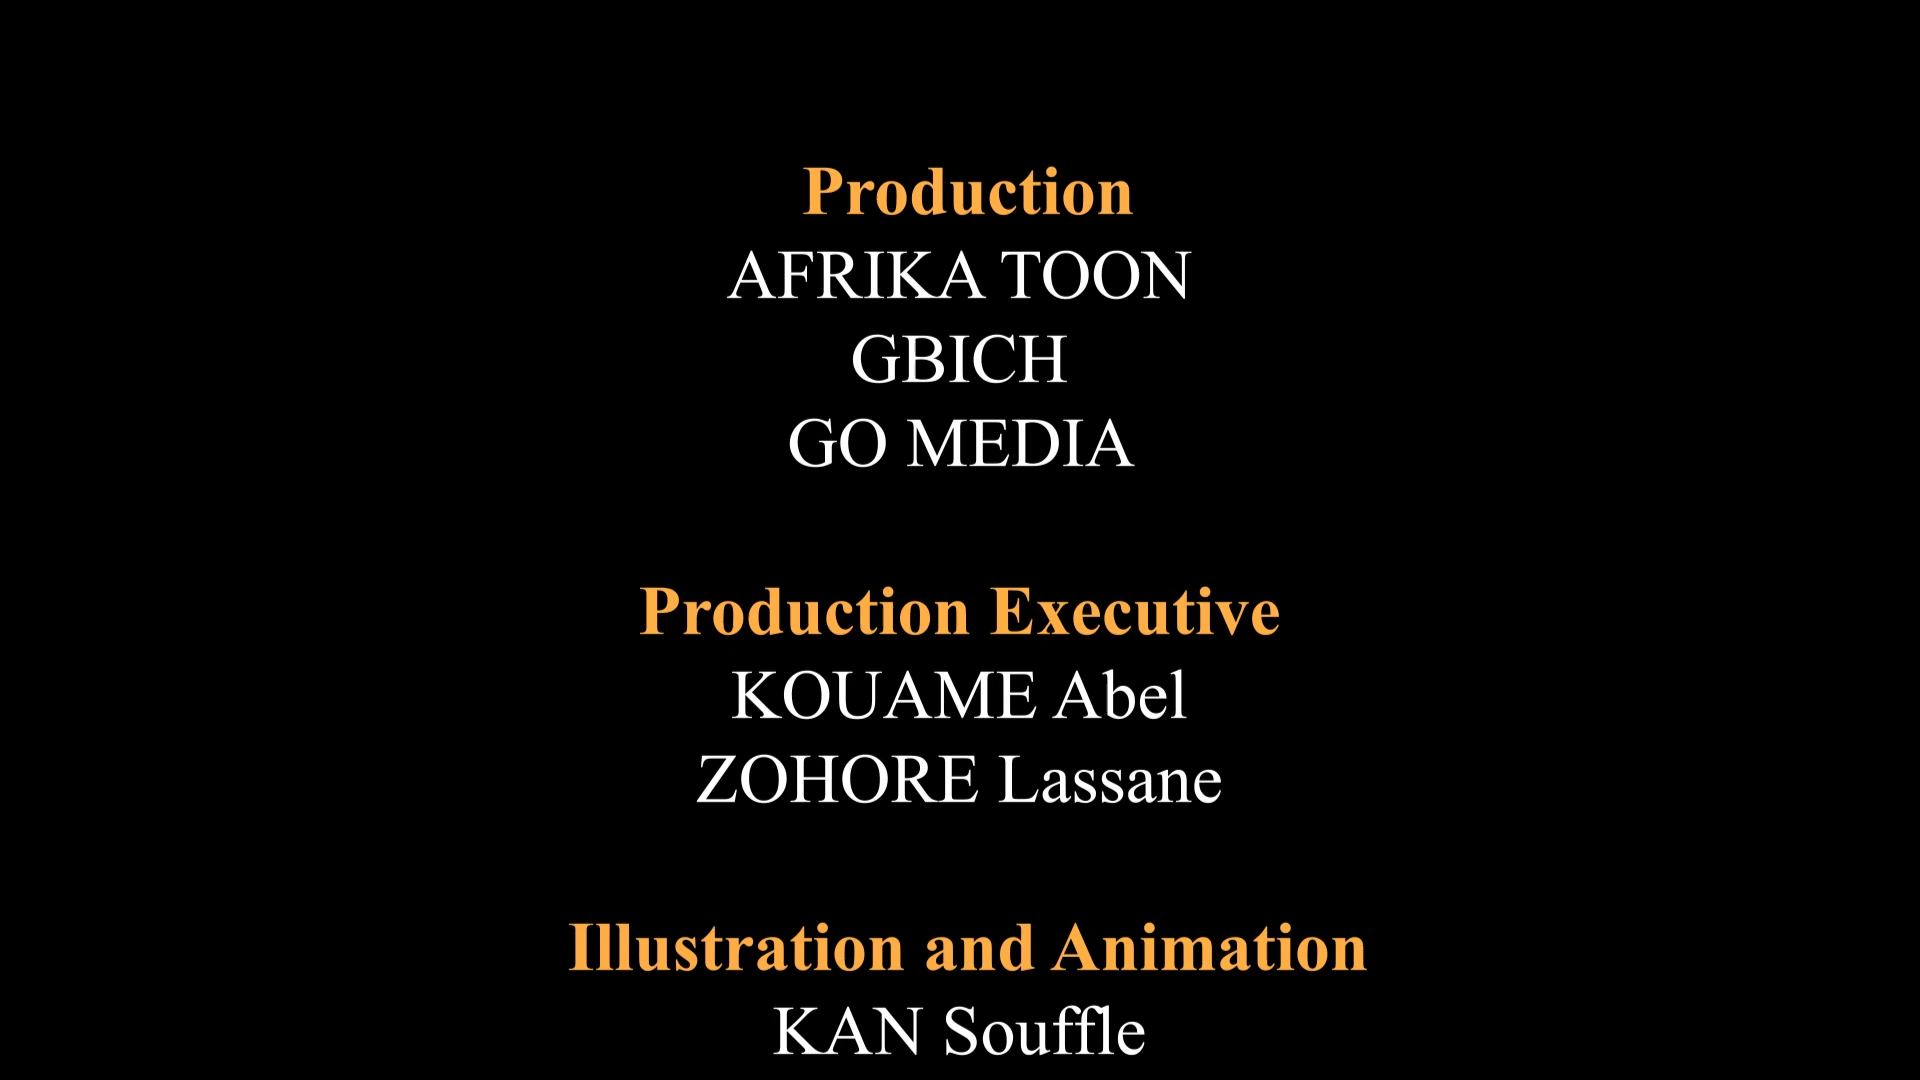 Production
AFRIKA TOON
GBICH
GO MEDIA
Production Executive
KOUAME Abel
ZOHORE Lassane
Illustration and Animation
KAN Souffle